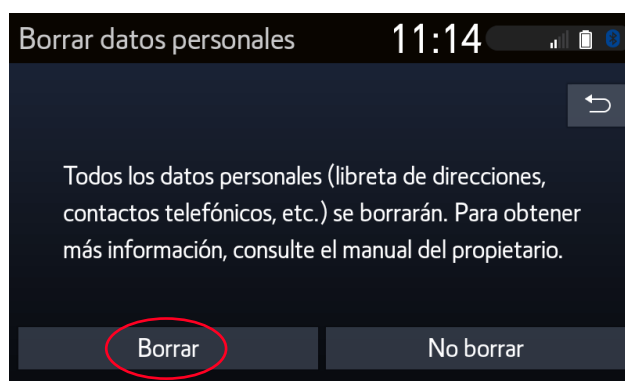 Borrar datos personales 11:14
Todos los datos personales (libreta de direcciones,
contactos telefónicos, etc.) se borrarán. Para obtener
más información, consulte el manual del propietario.
Borrar No borrar